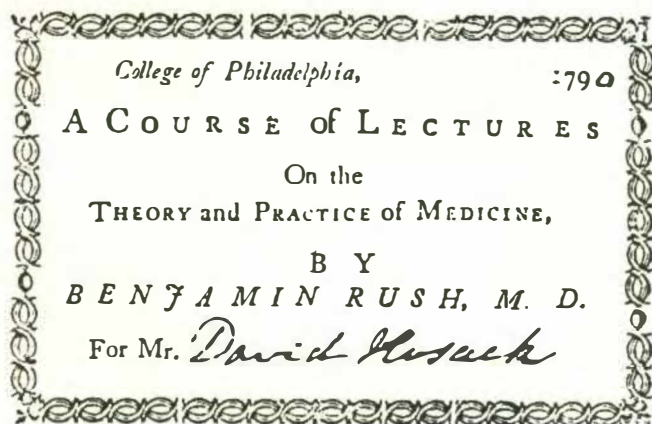 College of Philadelphia, 1790
A COURSE of LECTURES
On the
THEORY and PRACTICE of MEDICINE,
BY
BENJAMIN RUSH, M. D.
For Mr. David Hosack